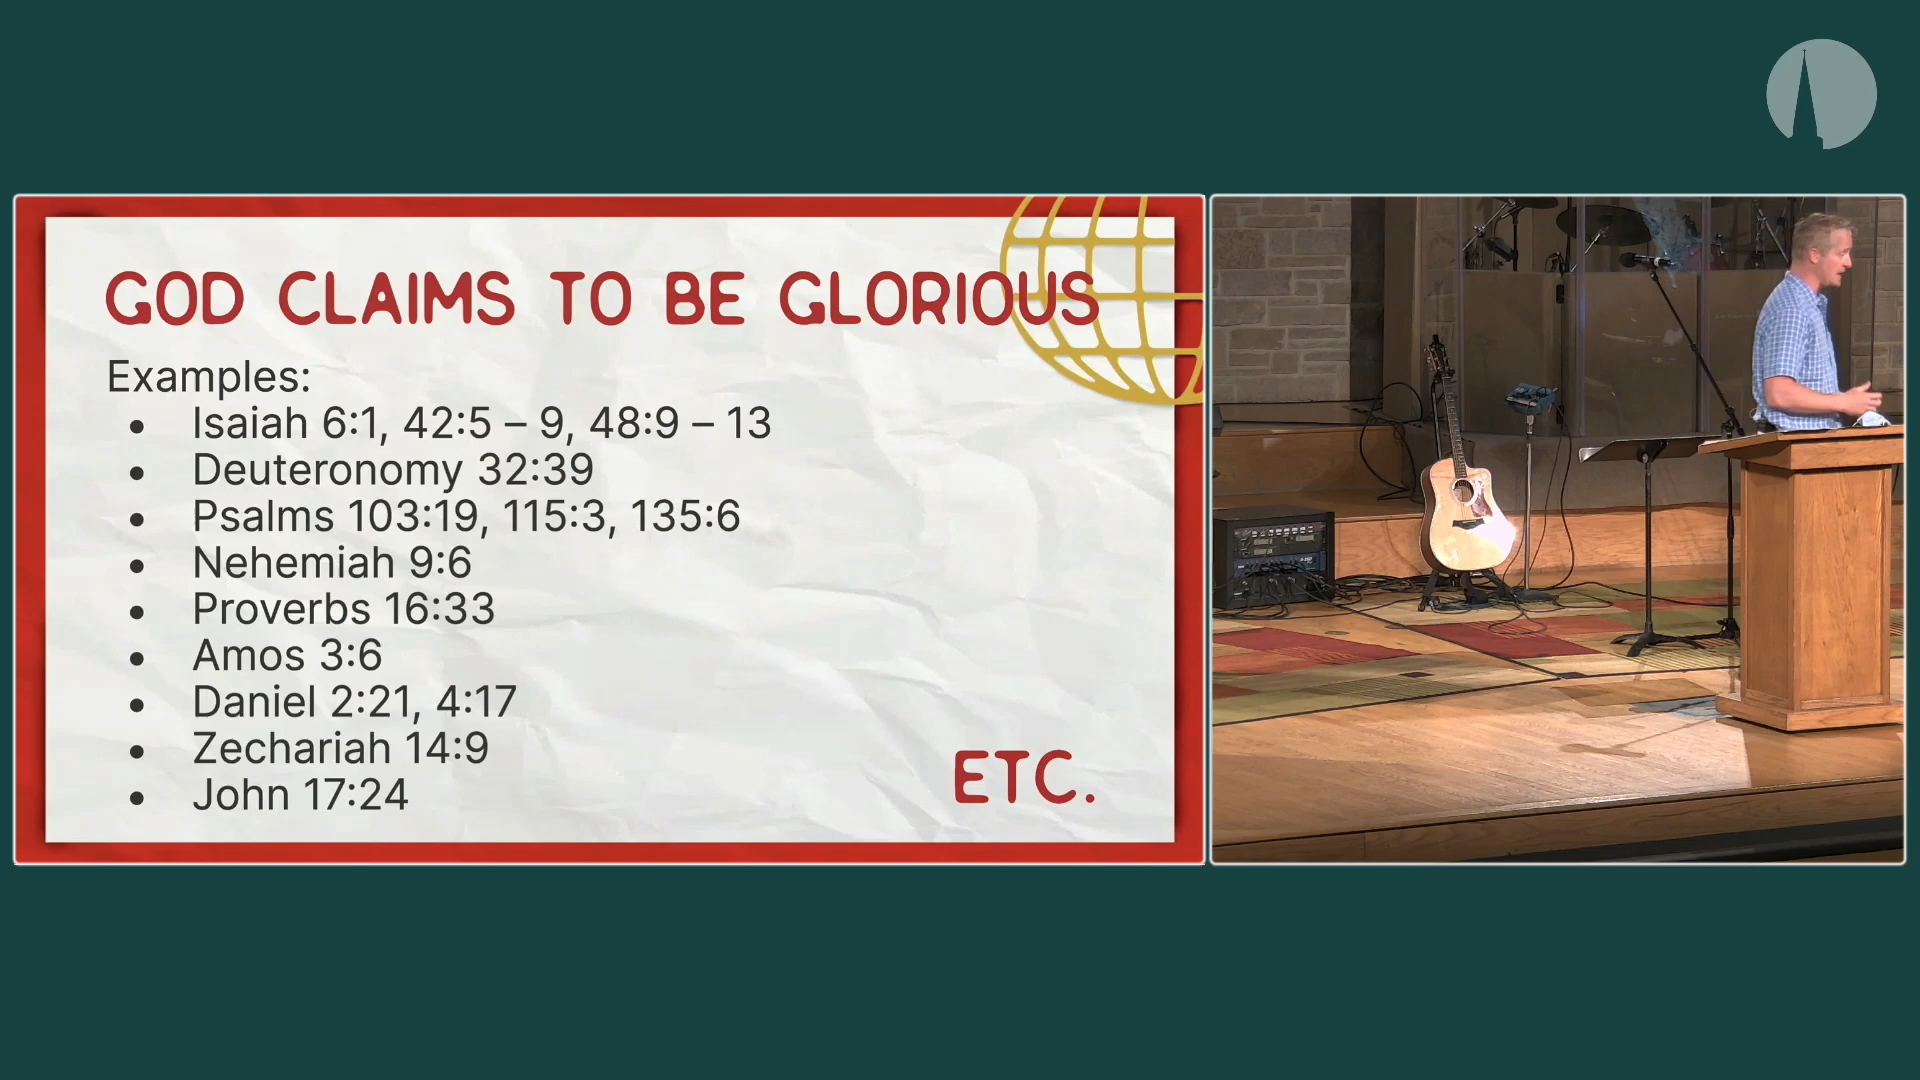 GOD CLAIMS TO BE GLORIOUS
Examples:
• Isaiah 6:1, 42:5 – 9, 48:9 – 13
• Deuteronomy 32:39
• Psalms 103:19, 115:3, 135:6
• Nehemiah 9:6
• Proverbs 16:33
• Amos 3:6
• Daniel 2:21, 4:17
• Zechariah 14:9
• John 17:24
ETC.